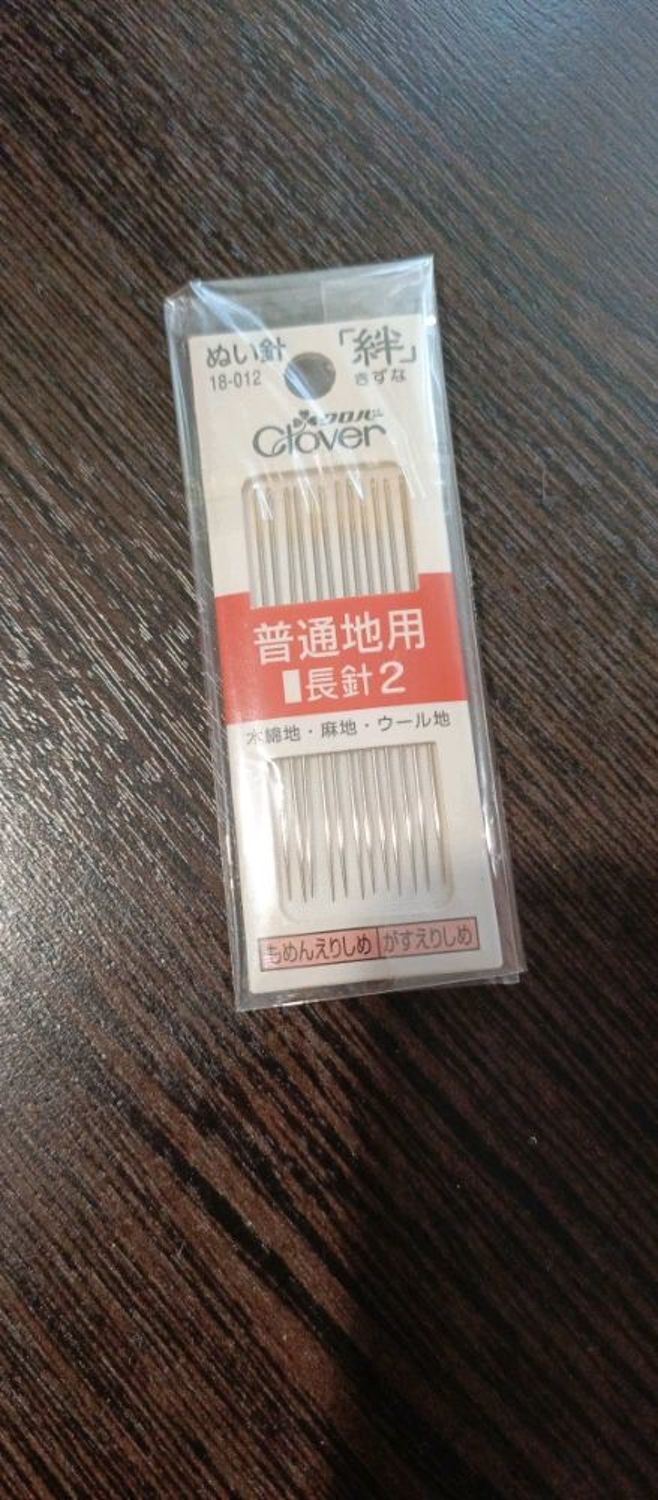 ぬい針 「絆」
18-012 きずな
クロバー
Clover
普通地用
長針2
木綿地・麻地・ウール地
もめんえりしめ がすえりしめ